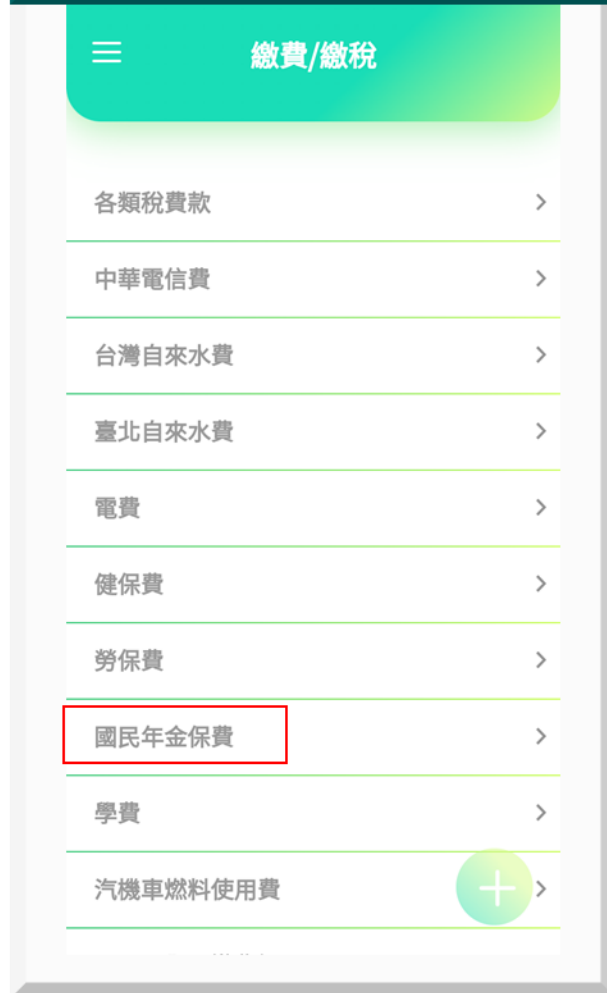 繳費/繳稅
各類稅費款
中華電信費
台灣自來水費
臺北自來水費
電費
健保費
勞保費
國民年金保費
學費
汽機車燃料使用費